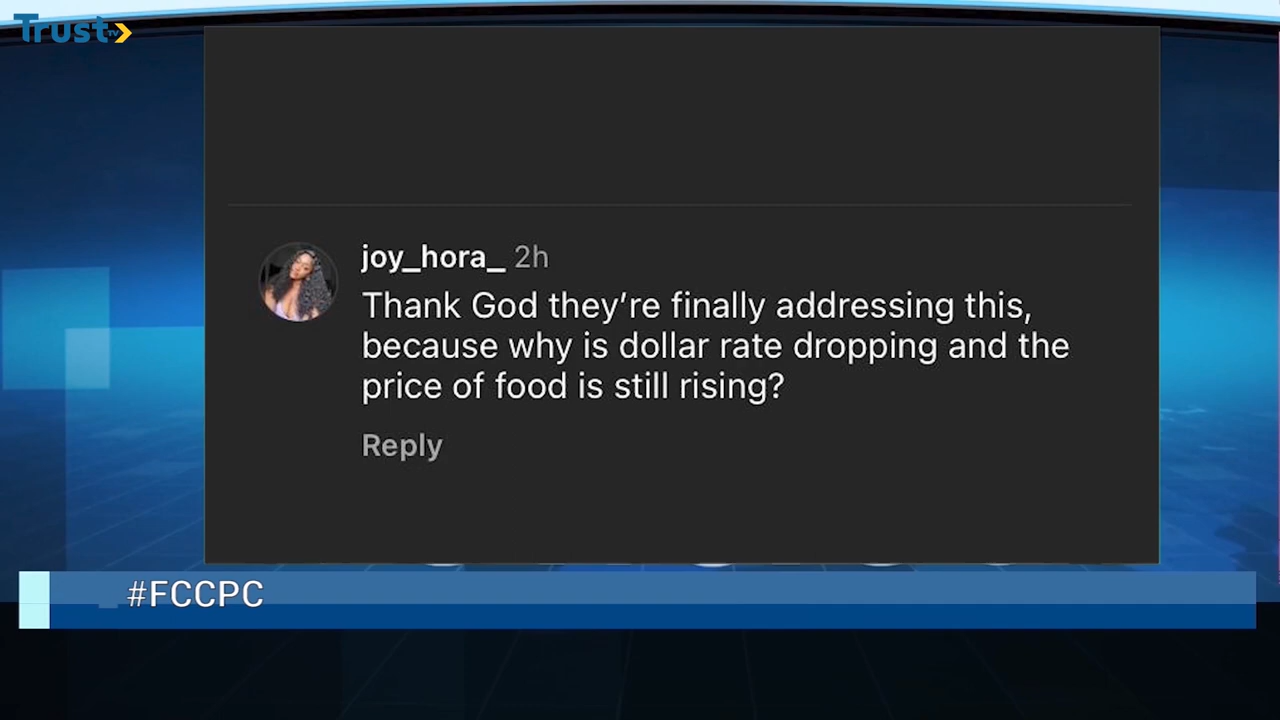 Trust TV
joy_hora_ 2h
Thank God they're finally addressing this,
because why is dollar rate dropping and the
price of food is still rising?
Reply
#FCCPC